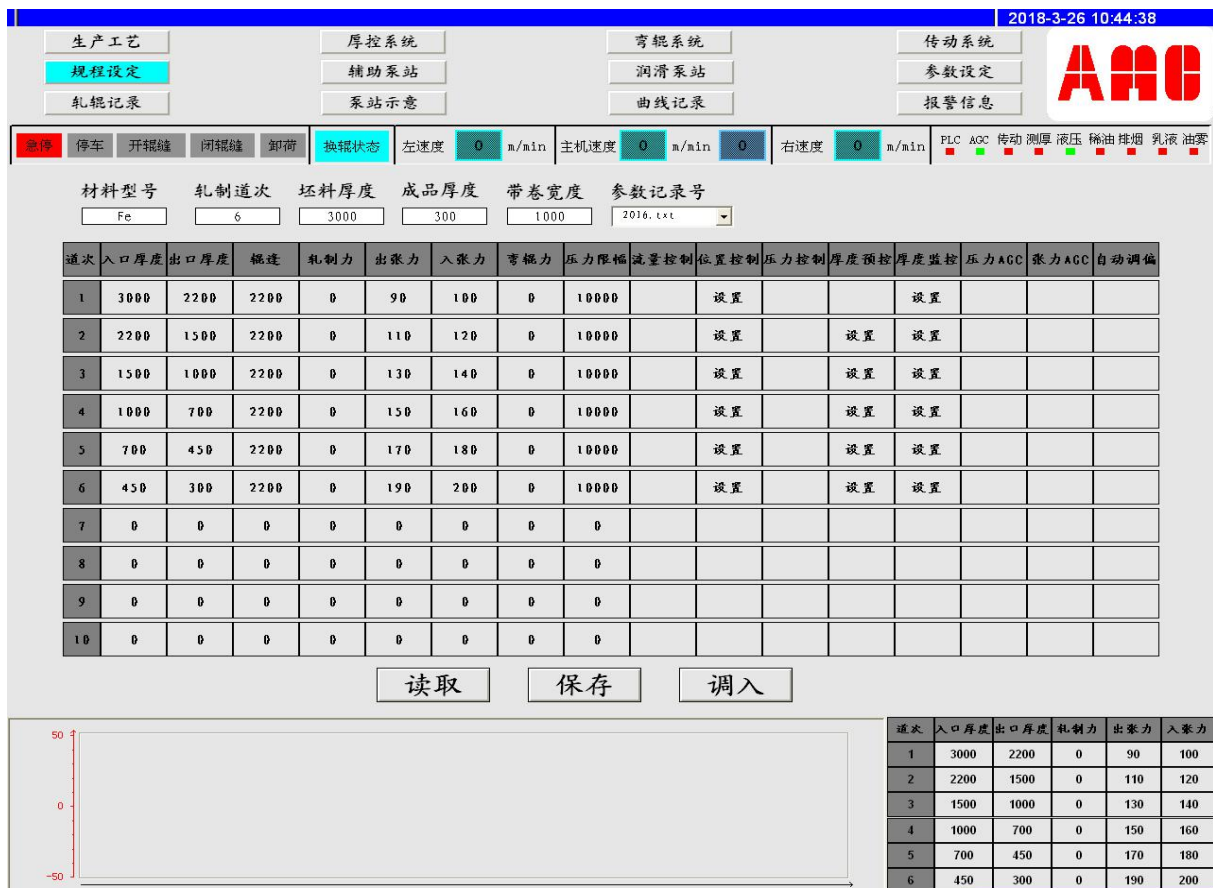 2018-3-26 10:44:38
生产工艺 厚控系统 弯辊系统 传动系统
规程设定 辅助泵站 润滑泵站 参数设定
轧辊记录 泵站示意 曲线记录 报警信息
AMC
急停 停车 开辊缝 闭辊缝 卸荷 换辊状态 左速度 0 m/min 主机速度 0 m/min 0 右速度 0 m/min PLC AGC 传动 测厚 液压 稀油 排烟 乳液 油雾
材料型号 轧制道次 坯料厚度 成品厚度 带卷宽度 参数记录号
Fe 6 3000 300 1000 2016.txt
道次 入口厚度 出口厚度 辊逢 轧制力 出张力 入张力 弯辊力 压力限幅 流量控制 位置控制 压力控制 厚度预控 厚度监控 压力AGC 张力AGC 自动调偏
1 3000 2200 2200 0 90 100 0 10000 设置 设置
2 2200 1500 2200 0 110 120 0 10000 设置 设置 设置
3 1500 1000 2200 0 130 140 0 10000 设置 设置 设置
4 1000 700 2200 0 150 160 0 10000 设置 设置 设置
5 700 450 2200 0 170 180 0 10000 设置 设置 设置
6 450 300 2200 0 190 200 0 10000 设置 设置 设置
7 0 0 0 0 0 0 0 0
8 0 0 0 0 0 0 0 0
9 0 0 0 0 0 0 0 0
10 0 0 0 0 0 0 0 0
读取 保存 调入
50
0
-50
道次 入口厚度 出口厚度 轧制力 出张力 入张力
1 3000 2200 0 90 100
2 2200 1500 0 110 120
3 1500 1000 0 130 140
4 1000 700 0 150 160
5 700 450 0 170 180
6 450 300 0 190 200